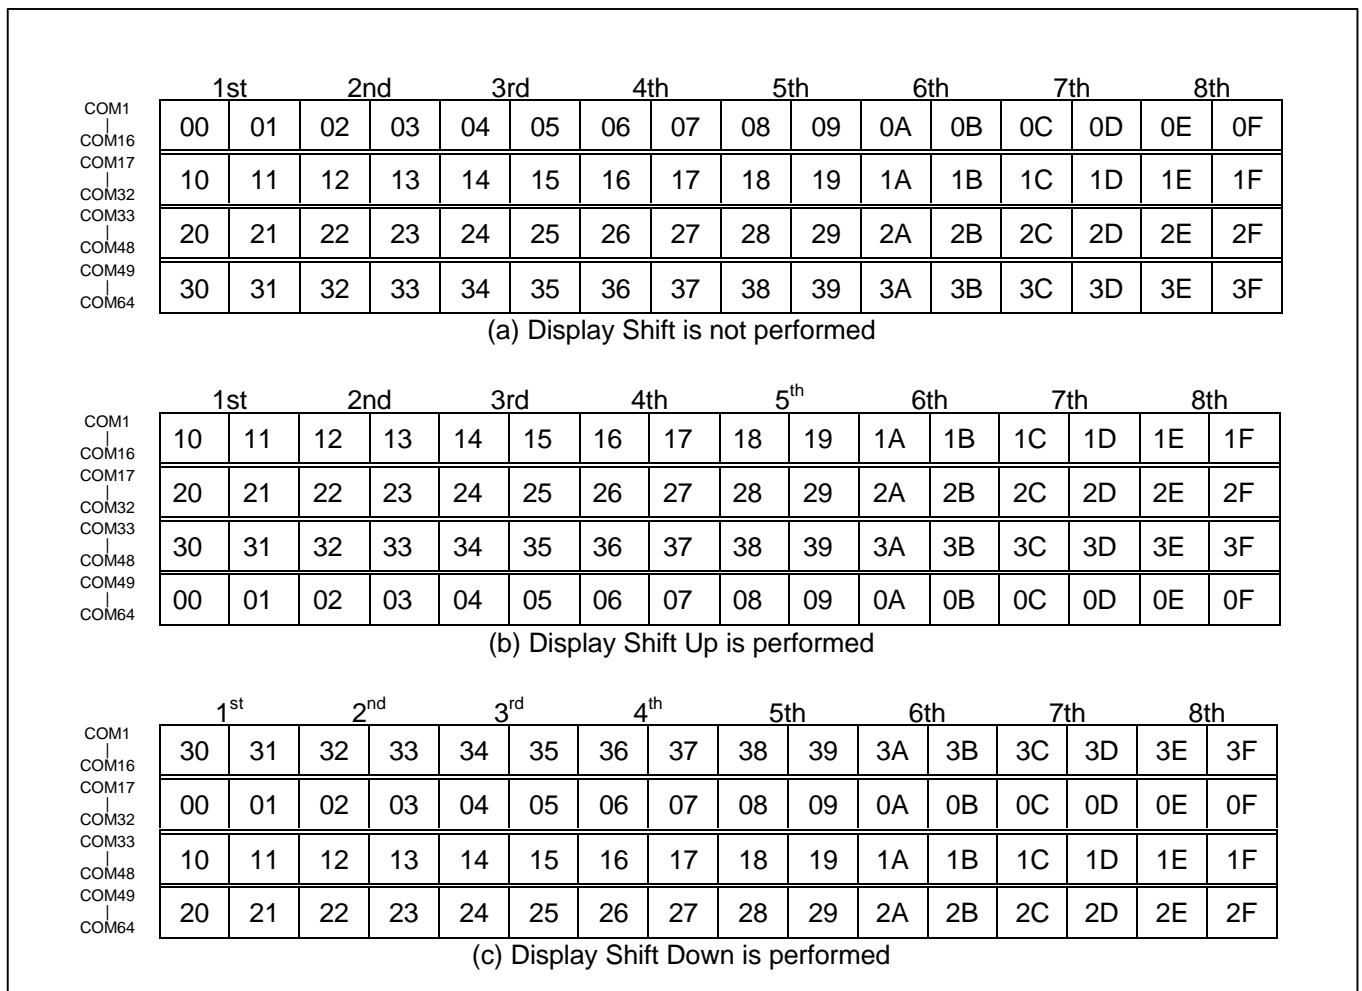 1st 2nd 3rd 4th 5th 6th 7th 8th
COM1 | COM16 00 01 02 03 04 05 06 07 08 09 0A 0B 0C 0D 0E 0F
COM17 | COM32 10 11 12 13 14 15 16 17 18 19 1A 1B 1C 1D 1E 1F
COM33 | COM48 20 21 22 23 24 25 26 27 28 29 2A 2B 2C 2D 2E 2F
COM49 | COM64 30 31 32 33 34 35 36 37 38 39 3A 3B 3C 3D 3E 3F
(a) Display Shift is not performed
1st 2nd 3rd 4th 5th 6th 7th 8th
COM1 | COM16 10 11 12 13 14 15 16 17 18 19 1A 1B 1C 1D 1E 1F
COM17 | COM32 20 21 22 23 24 25 26 27 28 29 2A 2B 2C 2D 2E 2F
COM33 | COM48 30 31 32 33 34 35 36 37 38 39 3A 3B 3C 3D 3E 3F
COM49 | COM64 00 01 02 03 04 05 06 07 08 09 0A 0B 0C 0D 0E 0F
(b) Display Shift Up is performed
1st 2nd 3rd 4th 5th 6th 7th 8th
COM1 | COM16 30 31 32 33 34 35 36 37 38 39 3A 3B 3C 3D 3E 3F
COM17 | COM32 00 01 02 03 04 05 06 07 08 09 0A 0B 0C 0D 0E 0F
COM33 | COM48 10 11 12 13 14 15 16 17 18 19 1A 1B 1C 1D 1E 1F
COM49 | COM64 20 21 22 23 24 25 26 27 28 29 2A 2B 2C 2D 2E 2F
(c) Display Shift Down is performed